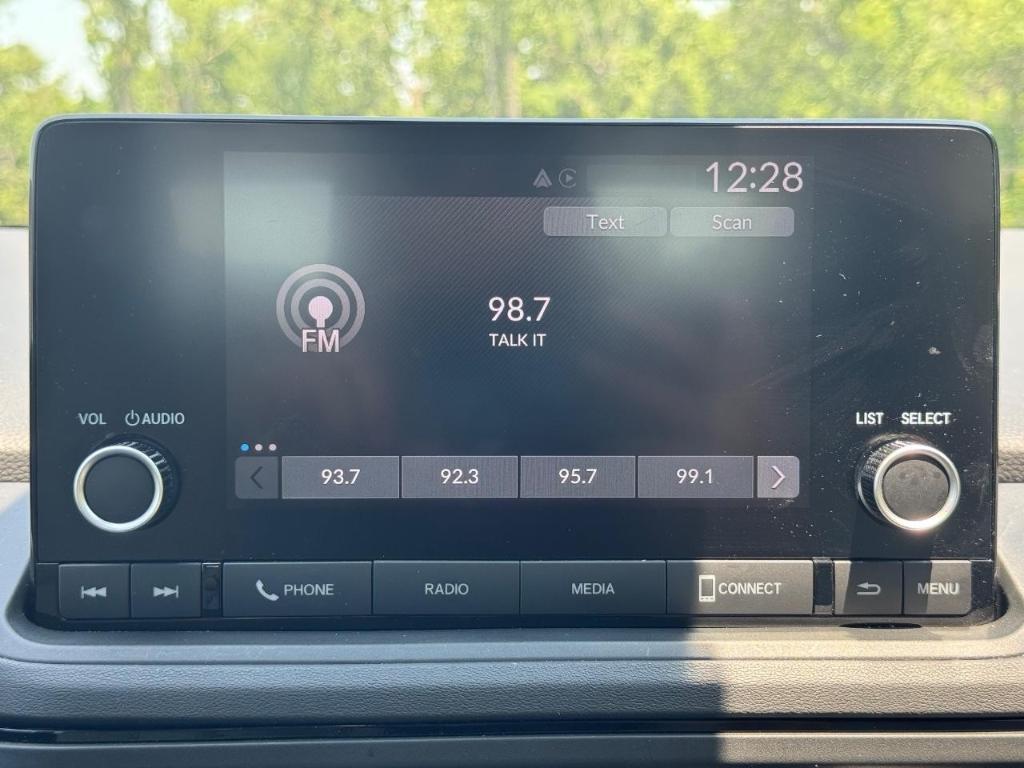 12:28
Text Scan
98.7
FM
TALK IT
VOL AUDIO
LIST SELECT
93.7 92.3 95.7 99.1
PHONE RADIO MEDIA CONNECT MENU